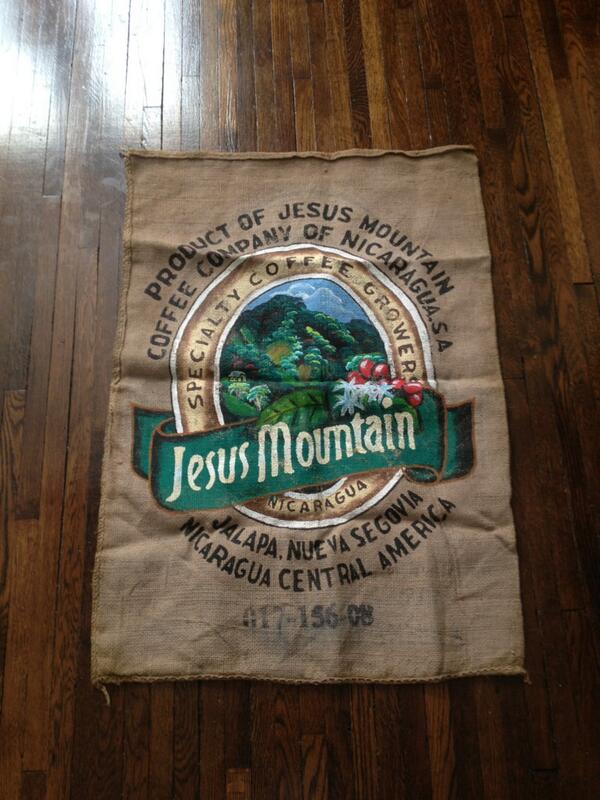 PRODUCT OF JESUS MOUNTAIN
COFFEE COMPANY OF NICARAGUA.SA
SPECIALTY COFFEE GROWERS
Jesus Mountain
NICARAGUA
JALAPA, NUEVA SEGOVIA
NICARAGUA CENTRAL AMERICA
017-156-08